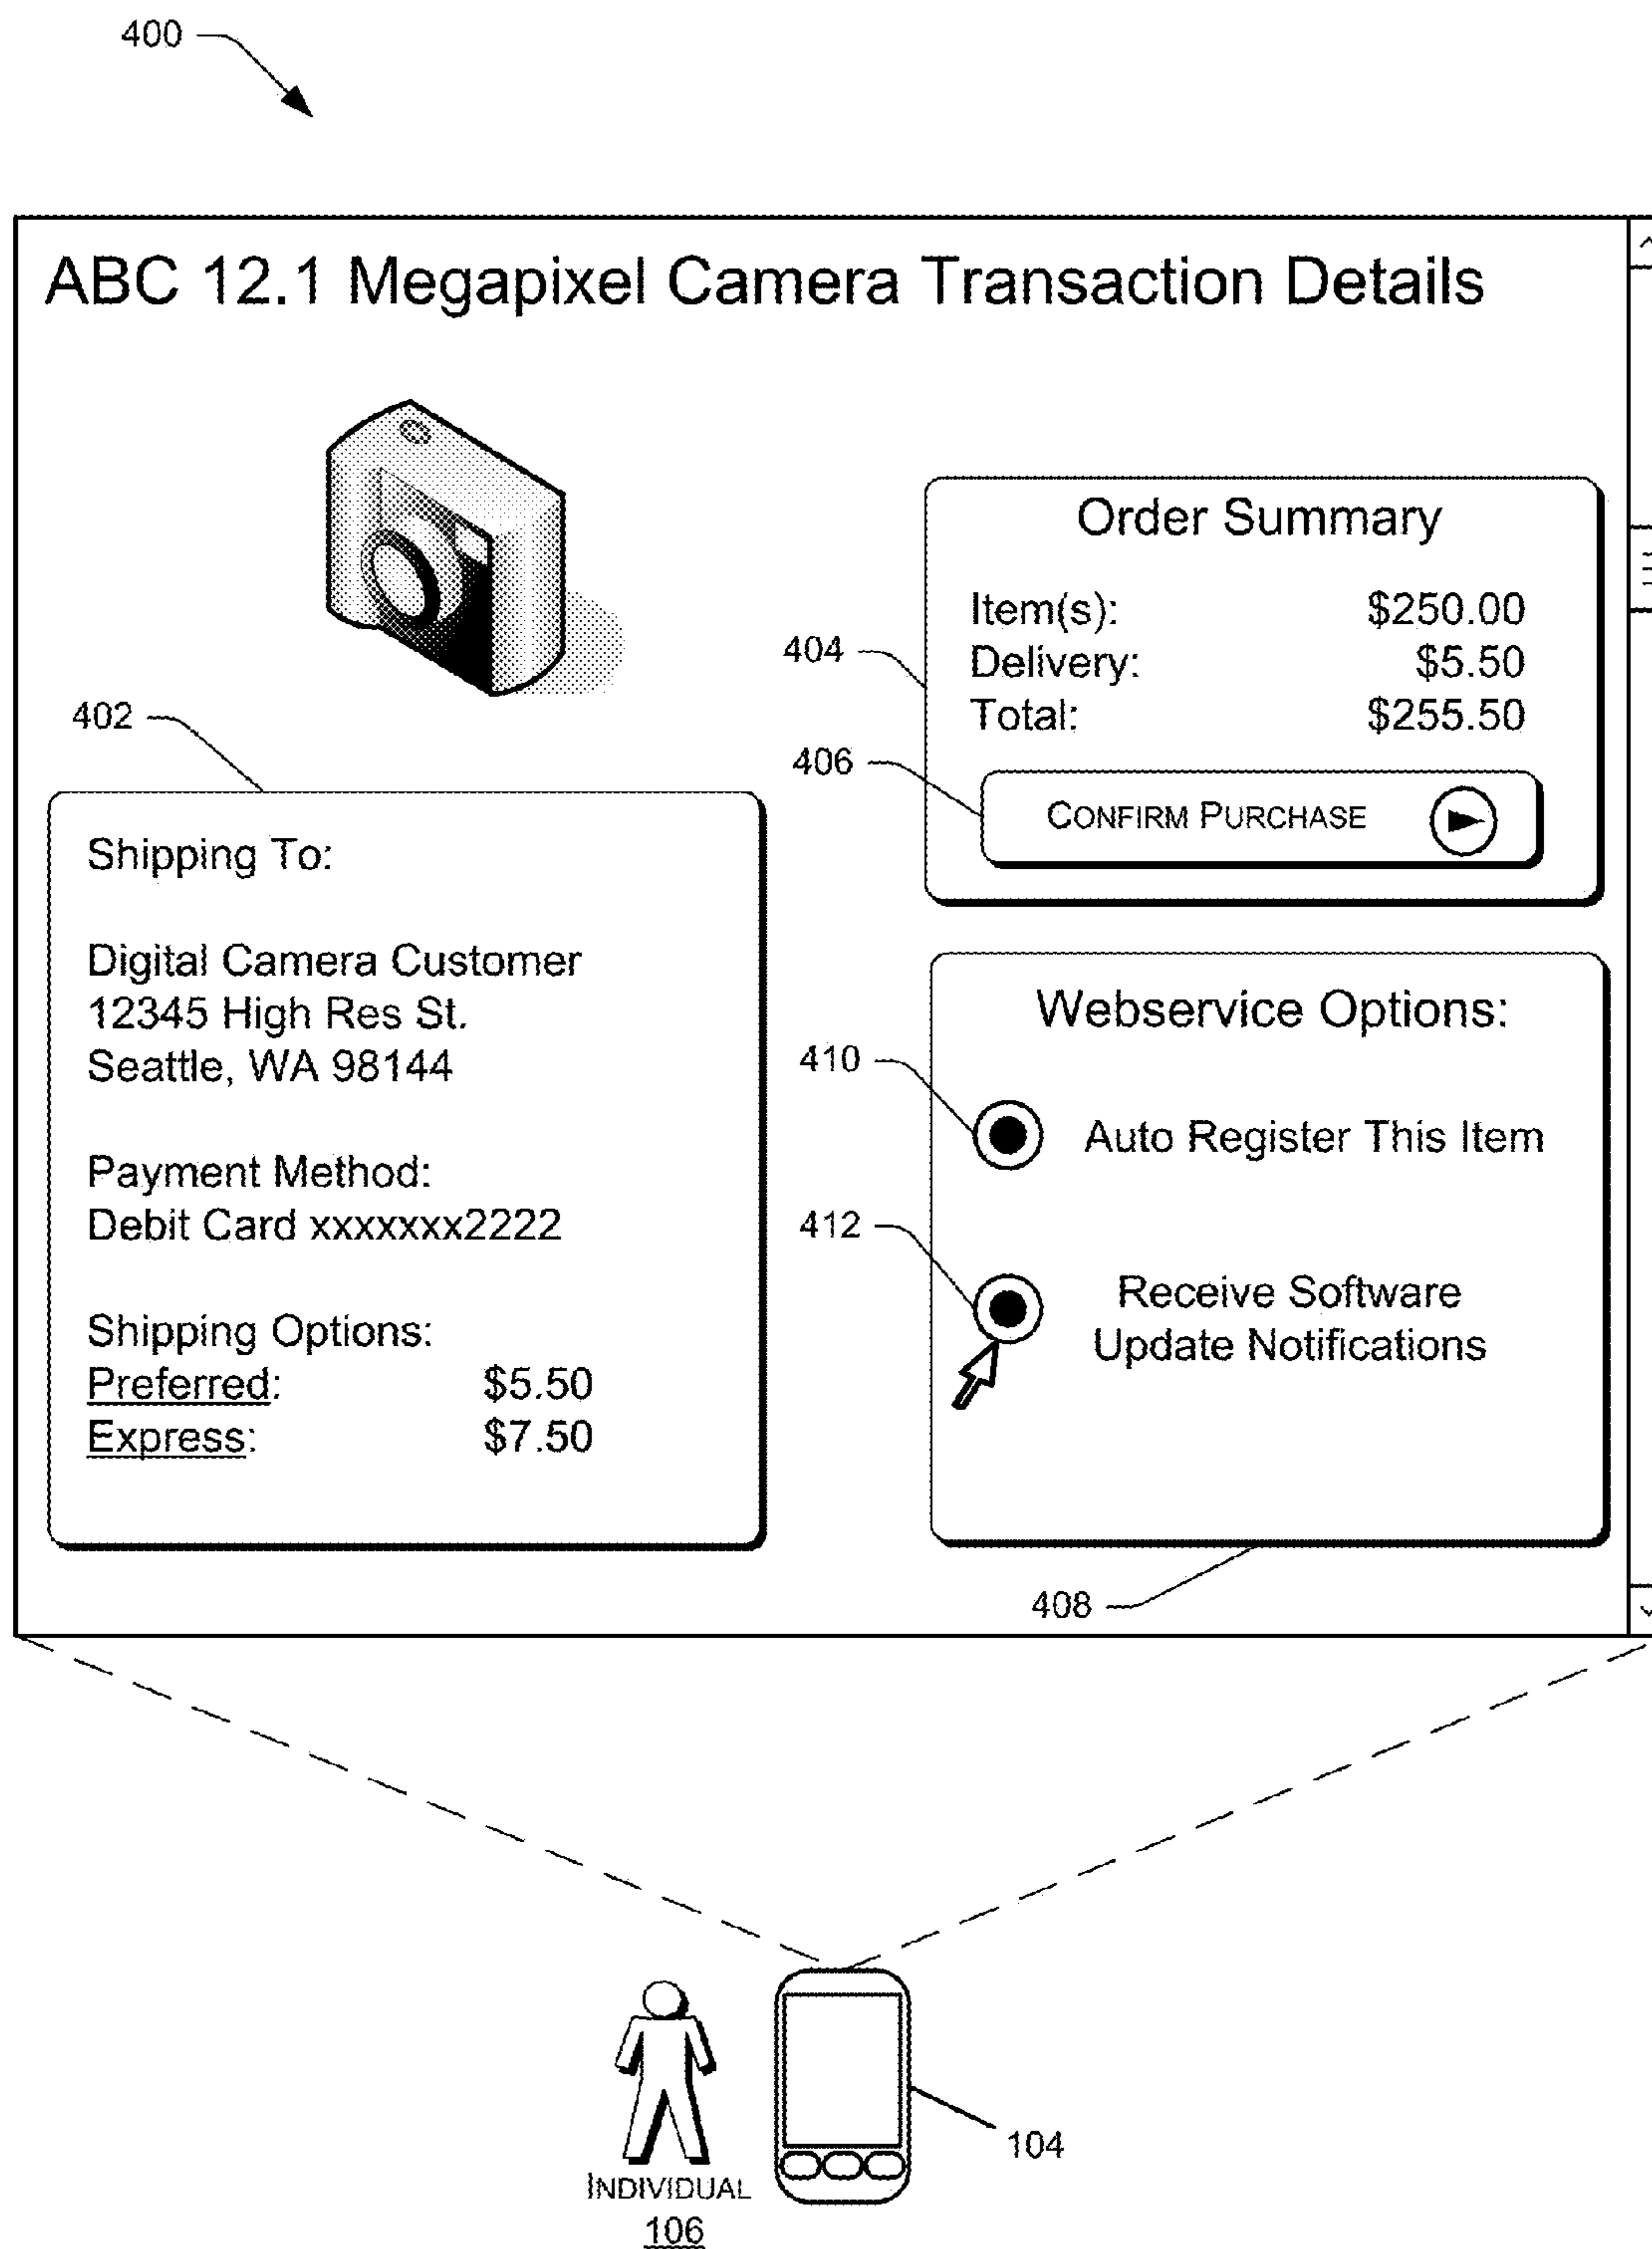 400
ABC 12.1 Megapixel Camera Transaction Details
Order Summary
Item(s): $250.00
404
Delivery: $5.50
Total: $255.50
402
406
CONFIRM PURCHASE
Shipping To:
Digital Camera Customer
12345 High Res St.
Seattle, WA 98144
Payment Method:
Debit Card xxxxxxx2222
Shipping Options:
Preferred: $5.50
Express: $7.50
Webservice Options:
410
Auto Register This Item
412
Receive Software
Update Notifications
408
104
INDIVIDUAL
106